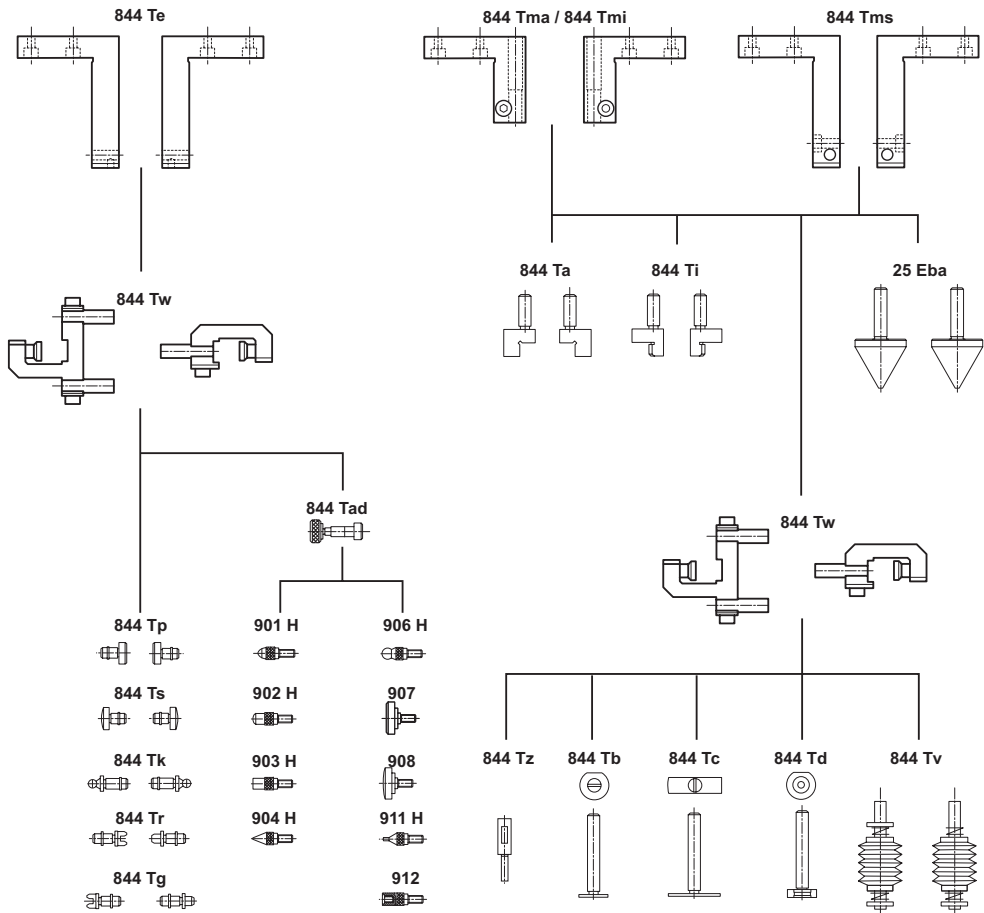 844 Te
844 Tma / 844 Tmi
844 Tms
844 Ta
844 Ti
25 Eba
844 Tw
844 Tad
844 Tw
844 Tp
901 H
906 H
844 Ts
902 H
907
844 Tk
903 H
908
844 Tr
904 H
911 H
844 Tg
912
844 Tz
844 Tb
844 Tc
844 Td
844 Tv